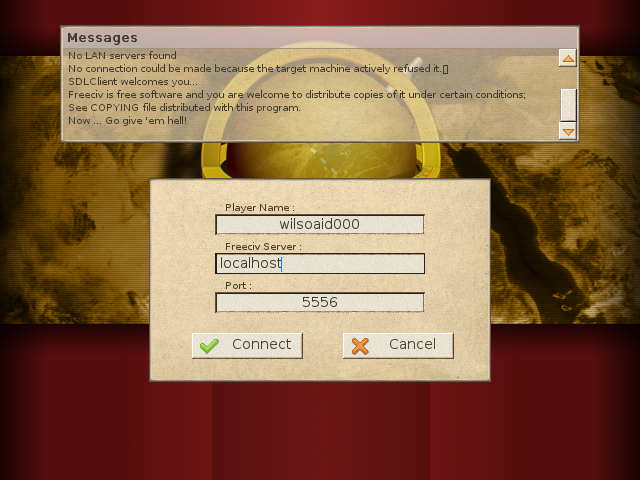 Messages
No LAN servers found
No connection could be made because the target machine actively refused it.[]
SDLClient welcomes you...
Freeciv is free software and you are welcome to distribute copies of it under certain conditions;
See COPYING file distributed with this program.
Now ... Go give 'em hell!
Player Name :
wilsoaid000
Freeciv Server :
localhost
Port :
5556
Connect
Cancel